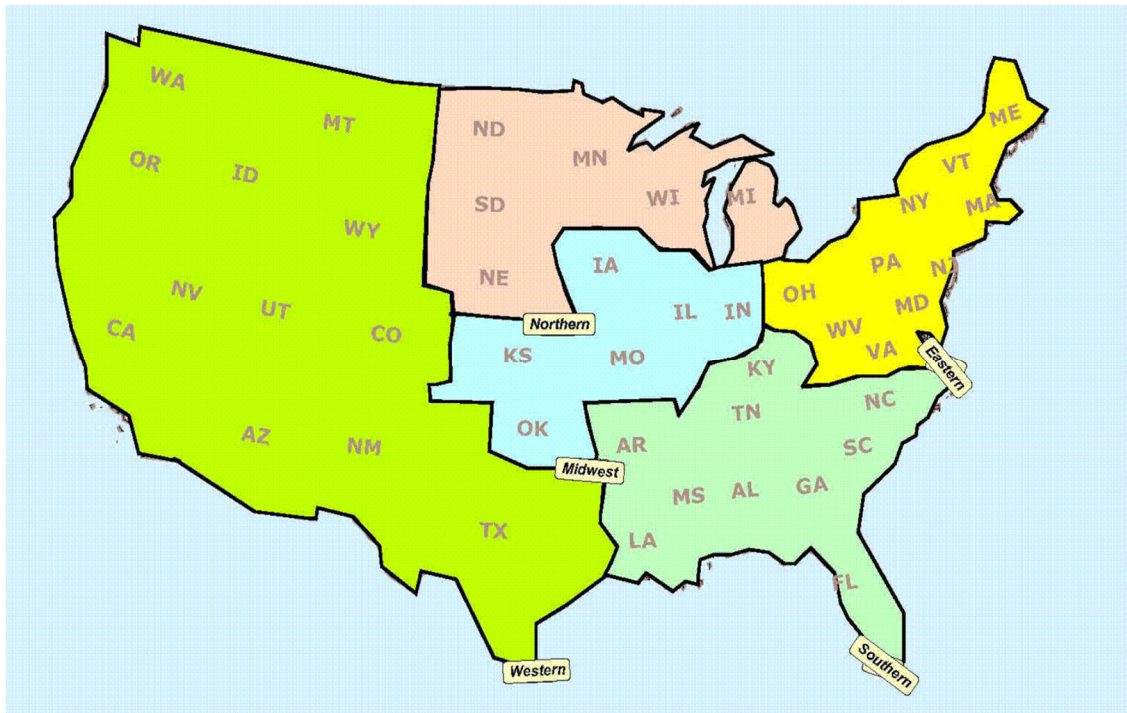 WA
MT
OR
ID
WY
NV
UT
CA
CO
AZ
NM
TX
Western
ND
MN
SD
WI
MI
NE
Northern
IA
IL
IN
KS
MO
OK
Midwest
ME
VT
NY
MA
PA
NJ
OH
MD
WV
VA
Eastern
KY
TN
NC
AR
SC
MS
AL
GA
LA
FL
Southern